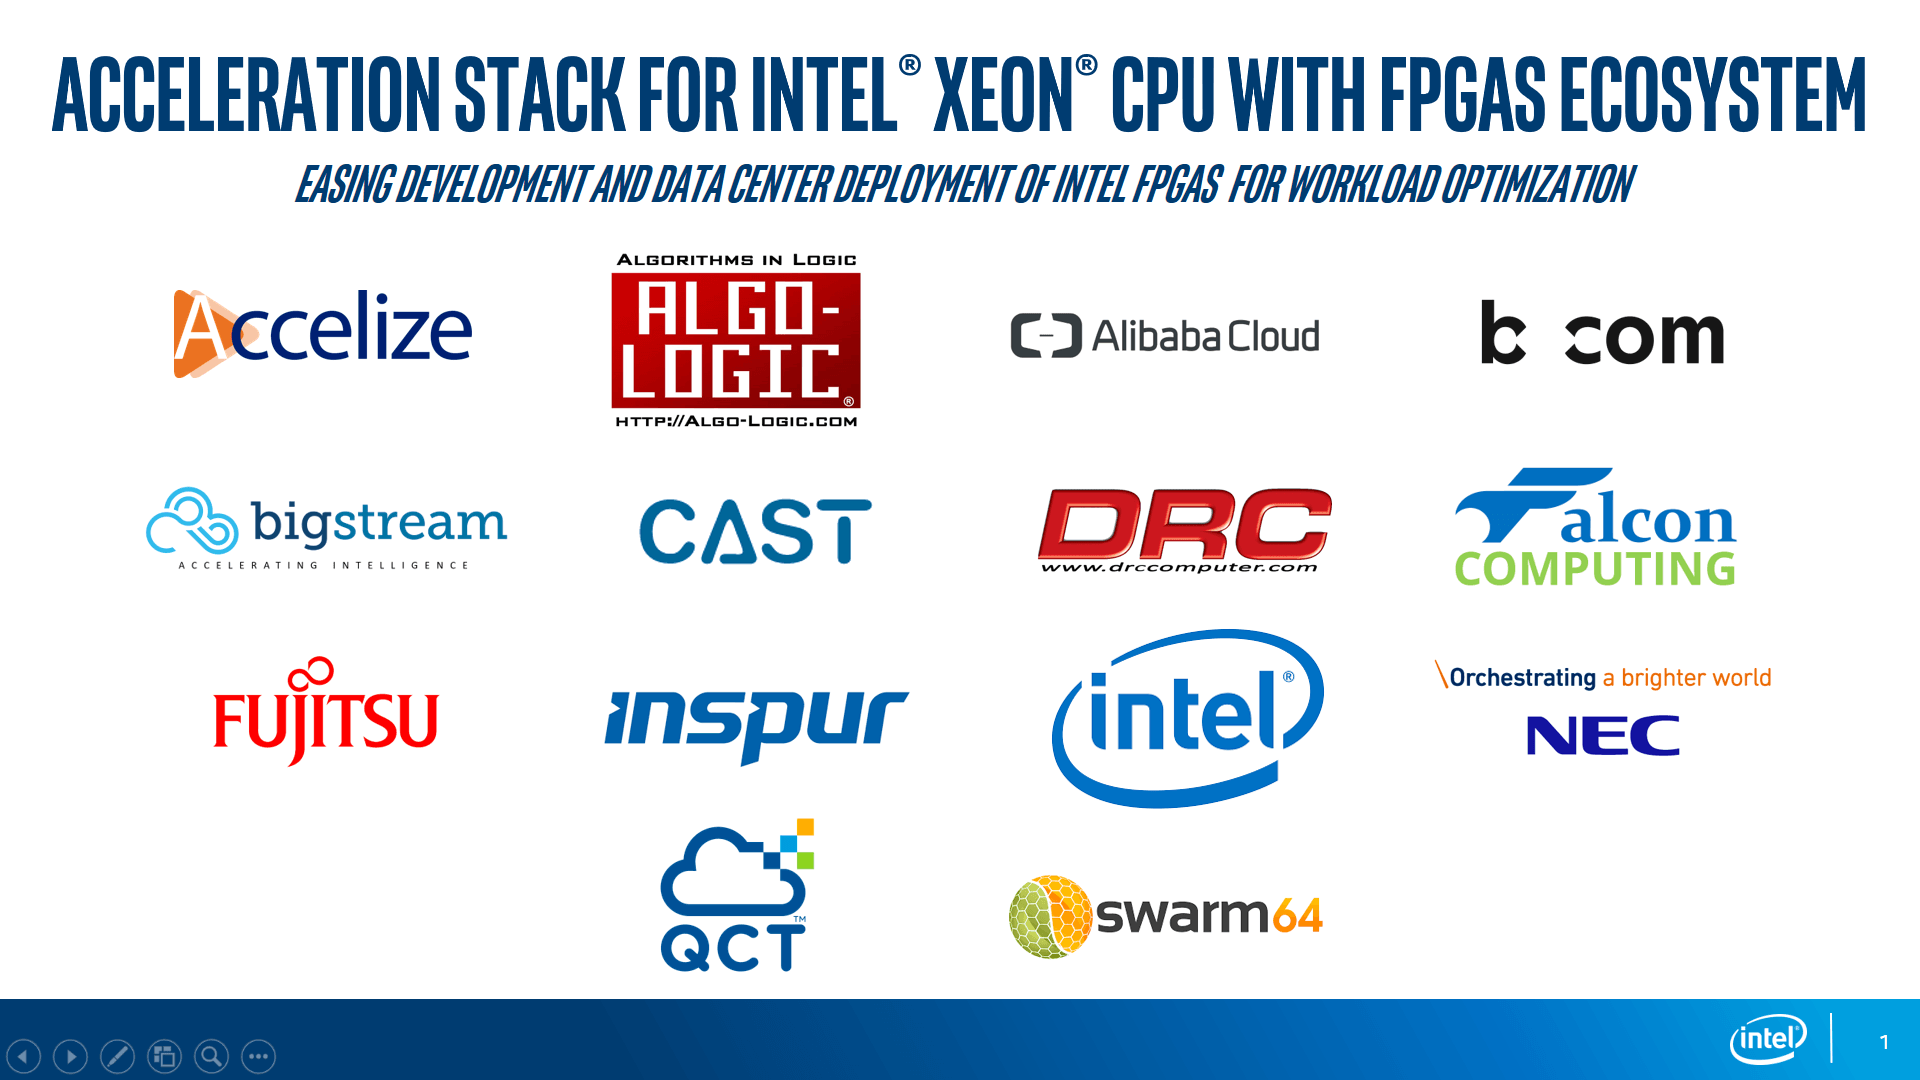 ACCELERATION STACK FOR INTEL® XEON® CPU WITH FPGAS ECOSYSTEM
EASING DEVELOPMENT AND DATA CENTER DEPLOYMENT OF INTEL FPGAS FOR WORKLOAD OPTIMIZATION
Accelize
ALGORITHMS IN LOGIC
ALGO-
LOGIC®
HTTP://ALGO-LOGIC.COM
Alibaba Cloud
b com
bigstream
ACCELERATING INTELLIGENCE
CAST
DRC
www.drccomputer.com
Falcon
COMPUTING
FUJITSU
inspur
intel®
\Orchestrating a brighter world
NEC
QCT™
swarm64
intel®
1